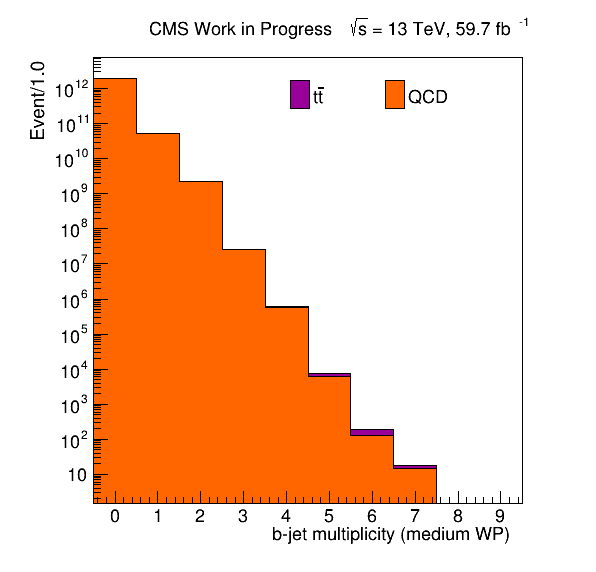 CMS Work in Progress √s = 13 TeV, 59.7 fb⁻¹
Event/1.0
tt̄
QCD
10¹²
10¹¹
10¹⁰
10⁹
10⁸
10⁷
10⁶
10⁵
10⁴
10³
10²
10
0 1 2 3 4 5 6 7 8 9
b-jet multiplicity (medium WP)